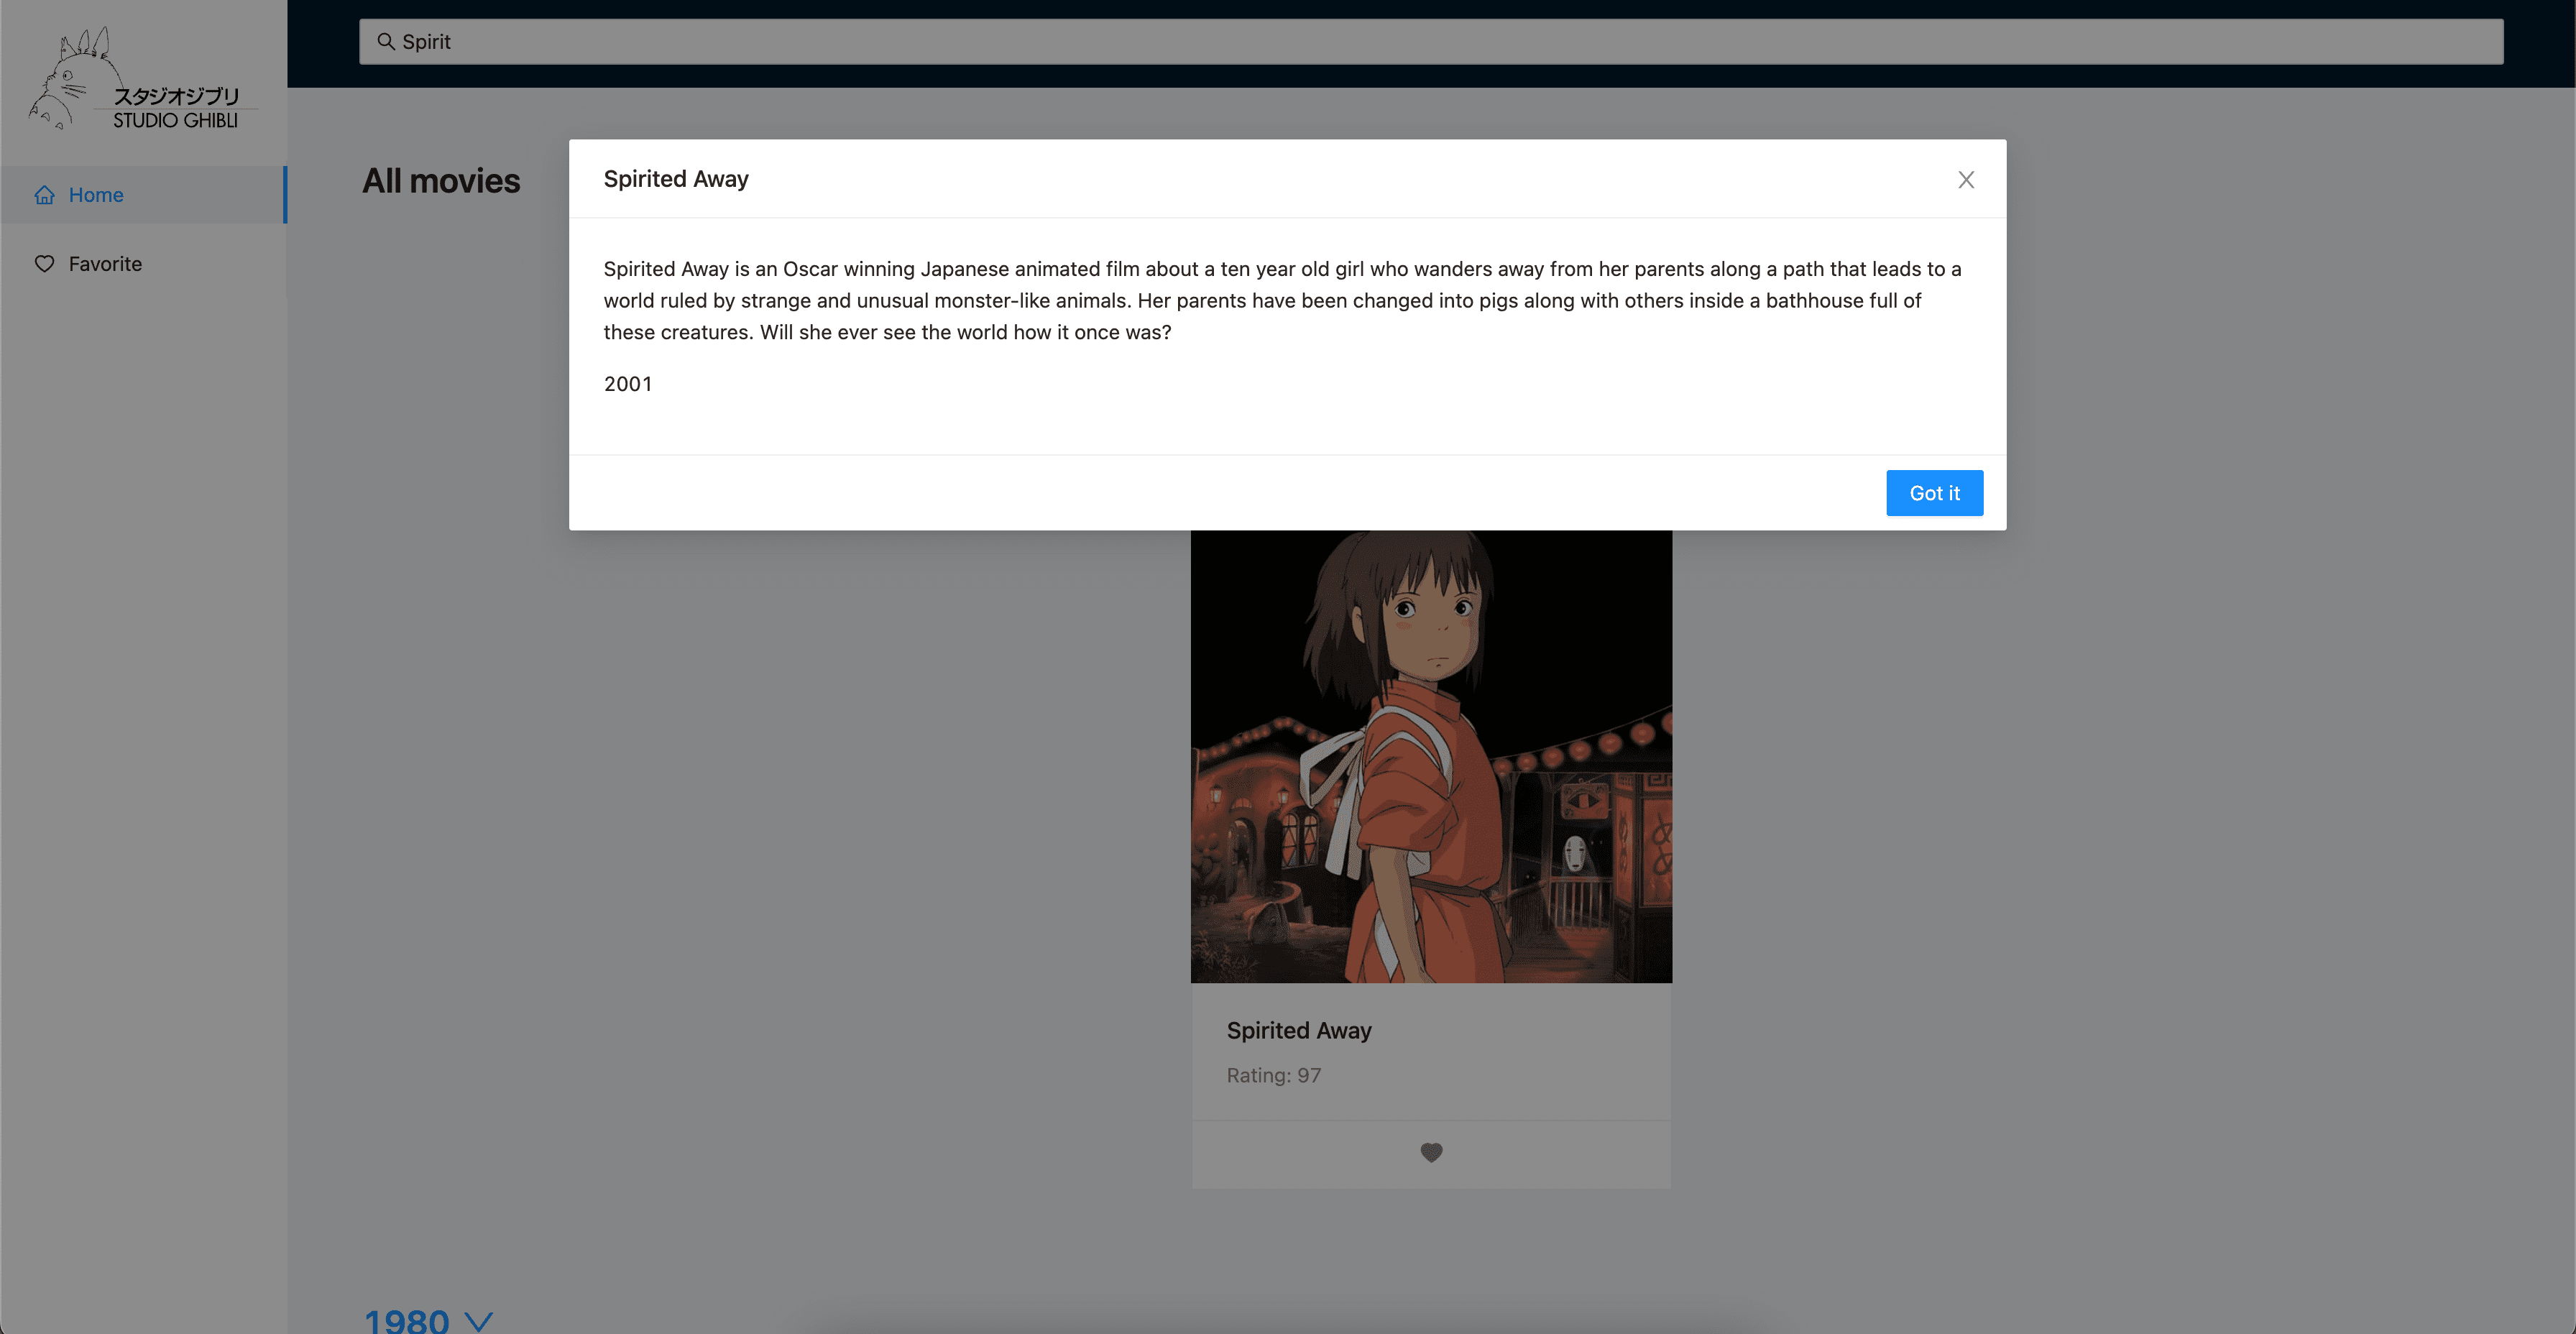 スタジオジブリ
STUDIO GHIBLI
Home
Favorite
Spirit
All movies
Spirited Away
Spirited Away is an Oscar winning Japanese animated film about a ten year old girl who wanders away from her parents along a path that leads to a
world ruled by strange and unusual monster-like animals. Her parents have been changed into pigs along with others inside a bathhouse full of
these creatures. Will she ever see the world how it once was?
2001
Got it
Spirited Away
Rating: 97
1980